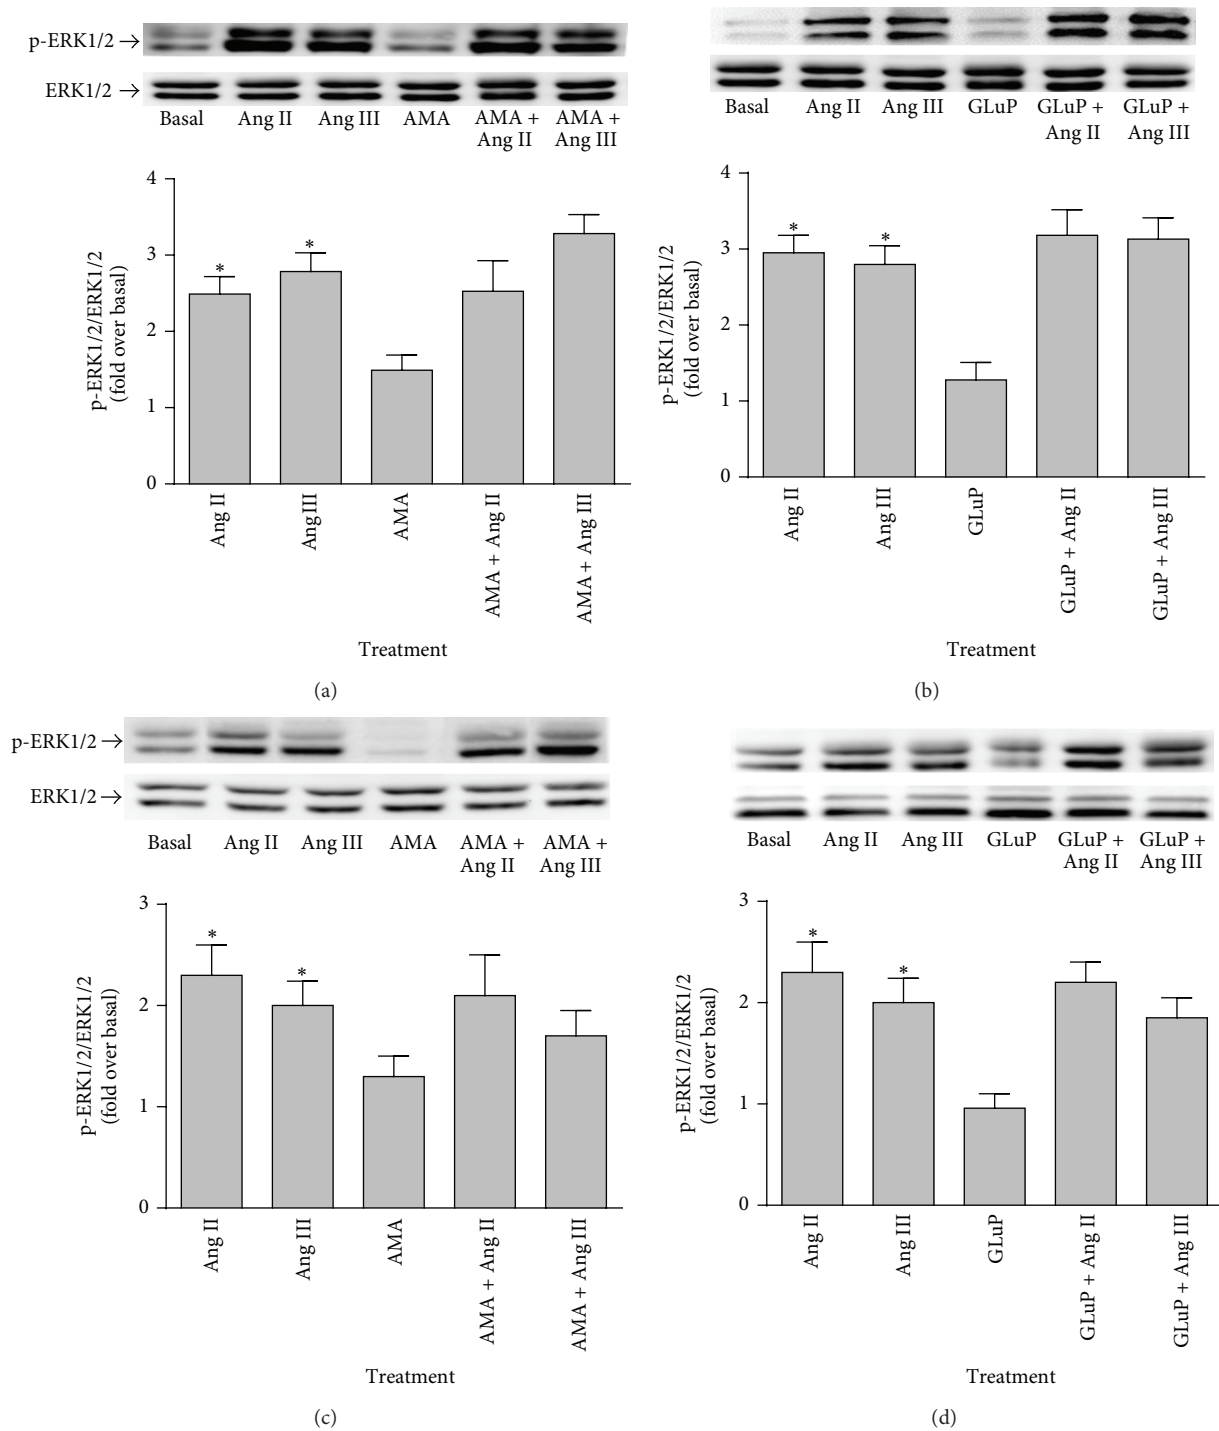 p-ERK1/2 →
ERK1/2 →
Basal Ang II Ang III AMA AMA + Ang II AMA + Ang III
4
3
2
1
0
p-ERK1/2/ERK1/2
(fold over basal)
*
*
Ang II
AngIII
AMA
AMA + Ang II
AMA + Ang III
Treatment
(a)
Basal Ang II Ang III GLuP GLuP + Ang II GLuP + Ang III
4
3
2
1
0
p-ERK1/2/ERK1/2
(fold over basal)
*
*
Ang II
Ang III
GLuP
GLuP + Ang II
GLuP + Ang III
Treatment
(b)
p-ERK1/2 →
ERK1/2 →
Basal Ang II Ang III AMA AMA + Ang II AMA + Ang III
3
2
1
0
p-ERK1/2/ERK1/2
(fold over basal)
*
*
Ang II
Ang III
AMA
AMA + Ang II
AMA + Ang III
Treatment
(c)
Basal Ang II Ang III GLuP GLuP + Ang II GLuP + Ang III
3
2
1
0
p-ERK1/2/ERK1/2
(fold over basal)
*
*
Ang II
Ang III
GLuP
GLuP + Ang II
GLuP + Ang III
Treatment
(d)